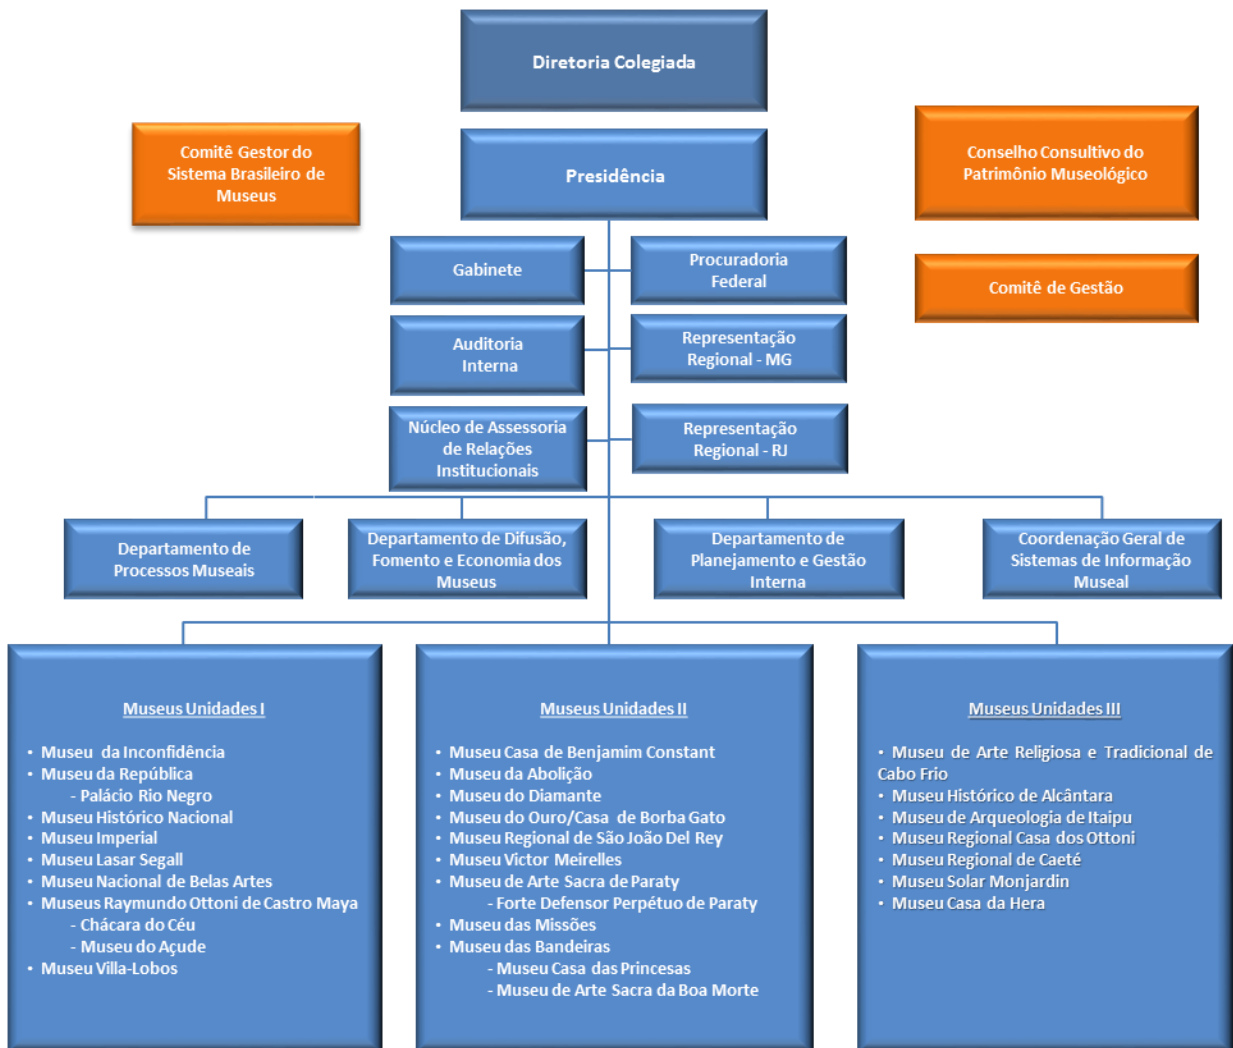 Diretoria Colegiada
Comitê Gestor do
Sistema Brasileiro de
Museus
Presidência
Conselho Consultivo do
Patrimônio Museológico
Gabinete
Procuradoria
Federal
Comitê de Gestão
Auditoria
Interna
Representação
Regional - MG
Núcleo de Assessoria
de Relações
Institucionais
Representação
Regional - RJ
Departamento de
Processos Museais
Departamento de Difusão,
Fomento e Economia dos
Museus
Departamento de
Planejamento e Gestão
Interna
Coordenação Geral de
Sistemas de Informação
Museal
Museus Unidades I
• Museu da Inconfidência
• Museu da República
- Palácio Rio Negro
• Museu Histórico Nacional
• Museu Imperial
• Museu Lasar Segall
• Museu Nacional de Belas Artes
• Museus Raymundo Ottoni de Castro Maya
- Chácara do Céu
- Museu do Açude
• Museu Villa-Lobos
Museus Unidades II
• Museu Casa de Benjamim Constant
• Museu da Abolição
• Museu do Diamante
• Museu do Ouro/Casa de Borba Gato
• Museu Regional de São João Del Rey
• Museu Victor Meirelles
• Museu de Arte Sacra de Paraty
- Forte Defensor Perpétuo de Paraty
• Museu das Missões
• Museu das Bandeiras
- Museu Casa das Princesas
- Museu de Arte Sacra da Boa Morte
Museus Unidades III
• Museu de Arte Religiosa e Tradicional de
Cabo Frio
• Museu Histórico de Alcântara
• Museu de Arqueologia de Itaipu
• Museu Regional Casa dos Ottoni
• Museu Regional de Caeté
• Museu Solar Monjardin
• Museu Casa da Hera